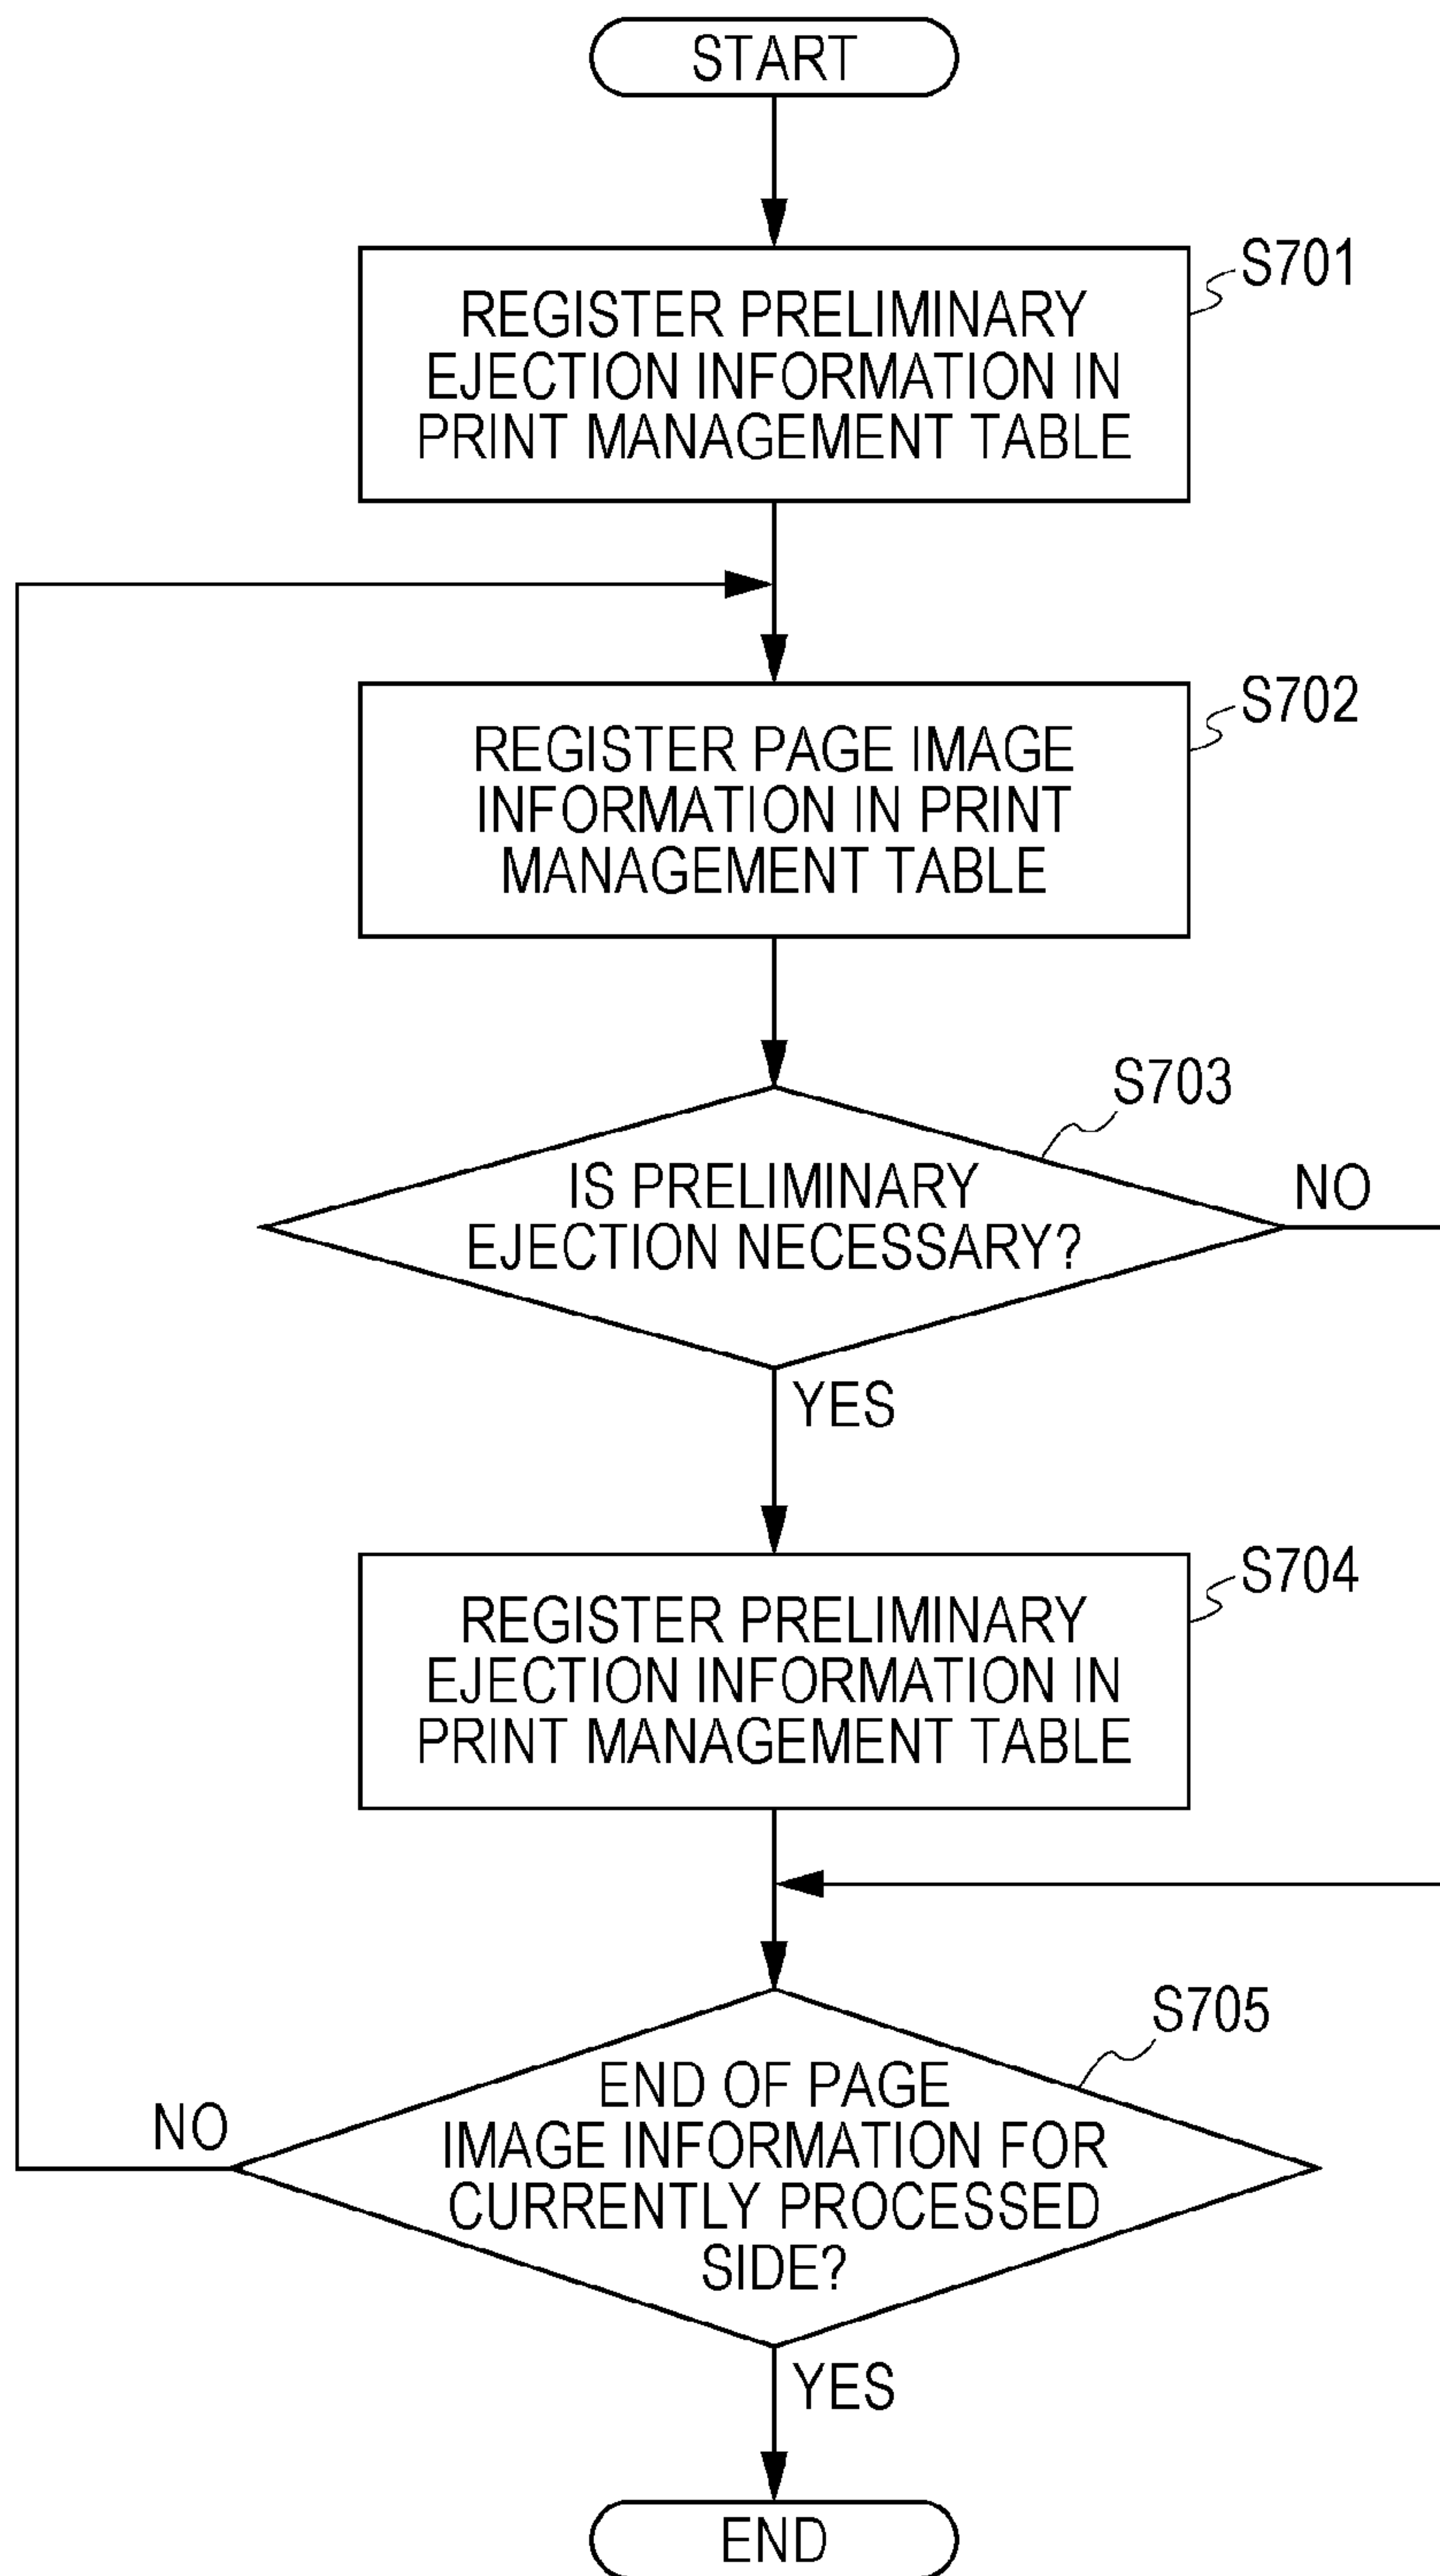 START
S701
REGISTER PRELIMINARY
EJECTION INFORMATION IN
PRINT MANAGEMENT TABLE
S702
REGISTER PAGE IMAGE
INFORMATION IN PRINT
MANAGEMENT TABLE
S703
IS PRELIMINARY
EJECTION NECESSARY?
NO
YES
S704
REGISTER PRELIMINARY
EJECTION INFORMATION IN
PRINT MANAGEMENT TABLE
S705
END OF PAGE
IMAGE INFORMATION FOR
CURRENTLY PROCESSED
SIDE?
NO
YES
END